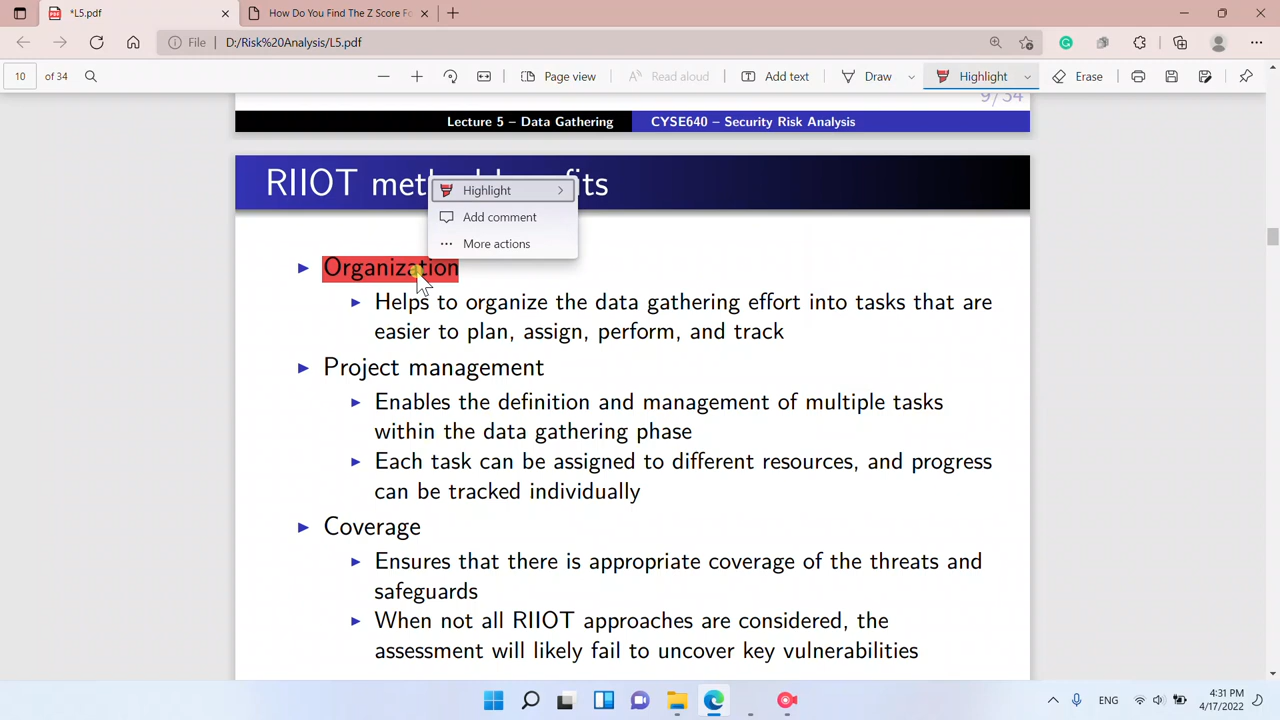 *L5.pdf
How Do You Find The Z Score Fo
File D:/Risk%20Analysis/L5.pdf
10 of 34
Page view
Read aloud
Add text
Draw
Highlight
Erase
9/34
Lecture 5 – Data Gathering CYSE640 – Security Risk Analysis
Highlight
Add comment
More actions
Organization
Helps to organize the data gathering effort into tasks that are
easier to plan, assign, perform, and track
Project management
Enables the definition and management of multiple tasks
within the data gathering phase
Each task can be assigned to different resources, and progress
can be tracked individually
Coverage
Ensures that there is appropriate coverage of the threats and
safeguards
When not all RIIOT approaches are considered, the
assessment will likely fail to uncover key vulnerabilities
ENG
4:31 PM
4/17/2022